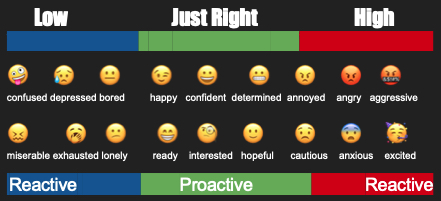 Low Just Right High
confused depressed bored happy confident determined annoyed angry aggressive
miserable exhausted lonely ready interested hopeful cautious anxious excited
Reactive Proactive Reactive